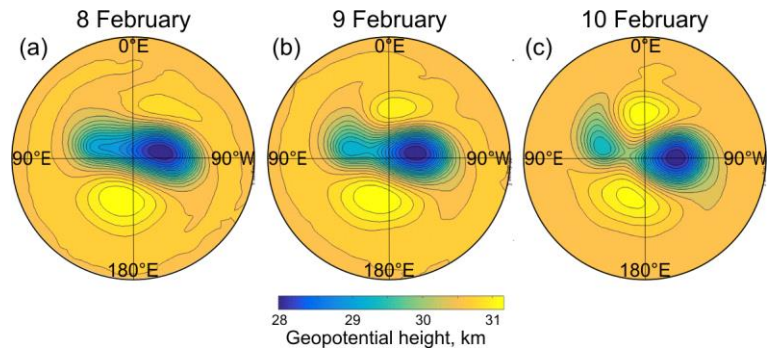 8 February 9 February 10 February
(a) 0°E (b) 0°E (c) 0°E
90°E 90°W 90°E 90°W 90°E 90°W
180°E 180°E 180°E
28 29 30 31
Geopotential height, km